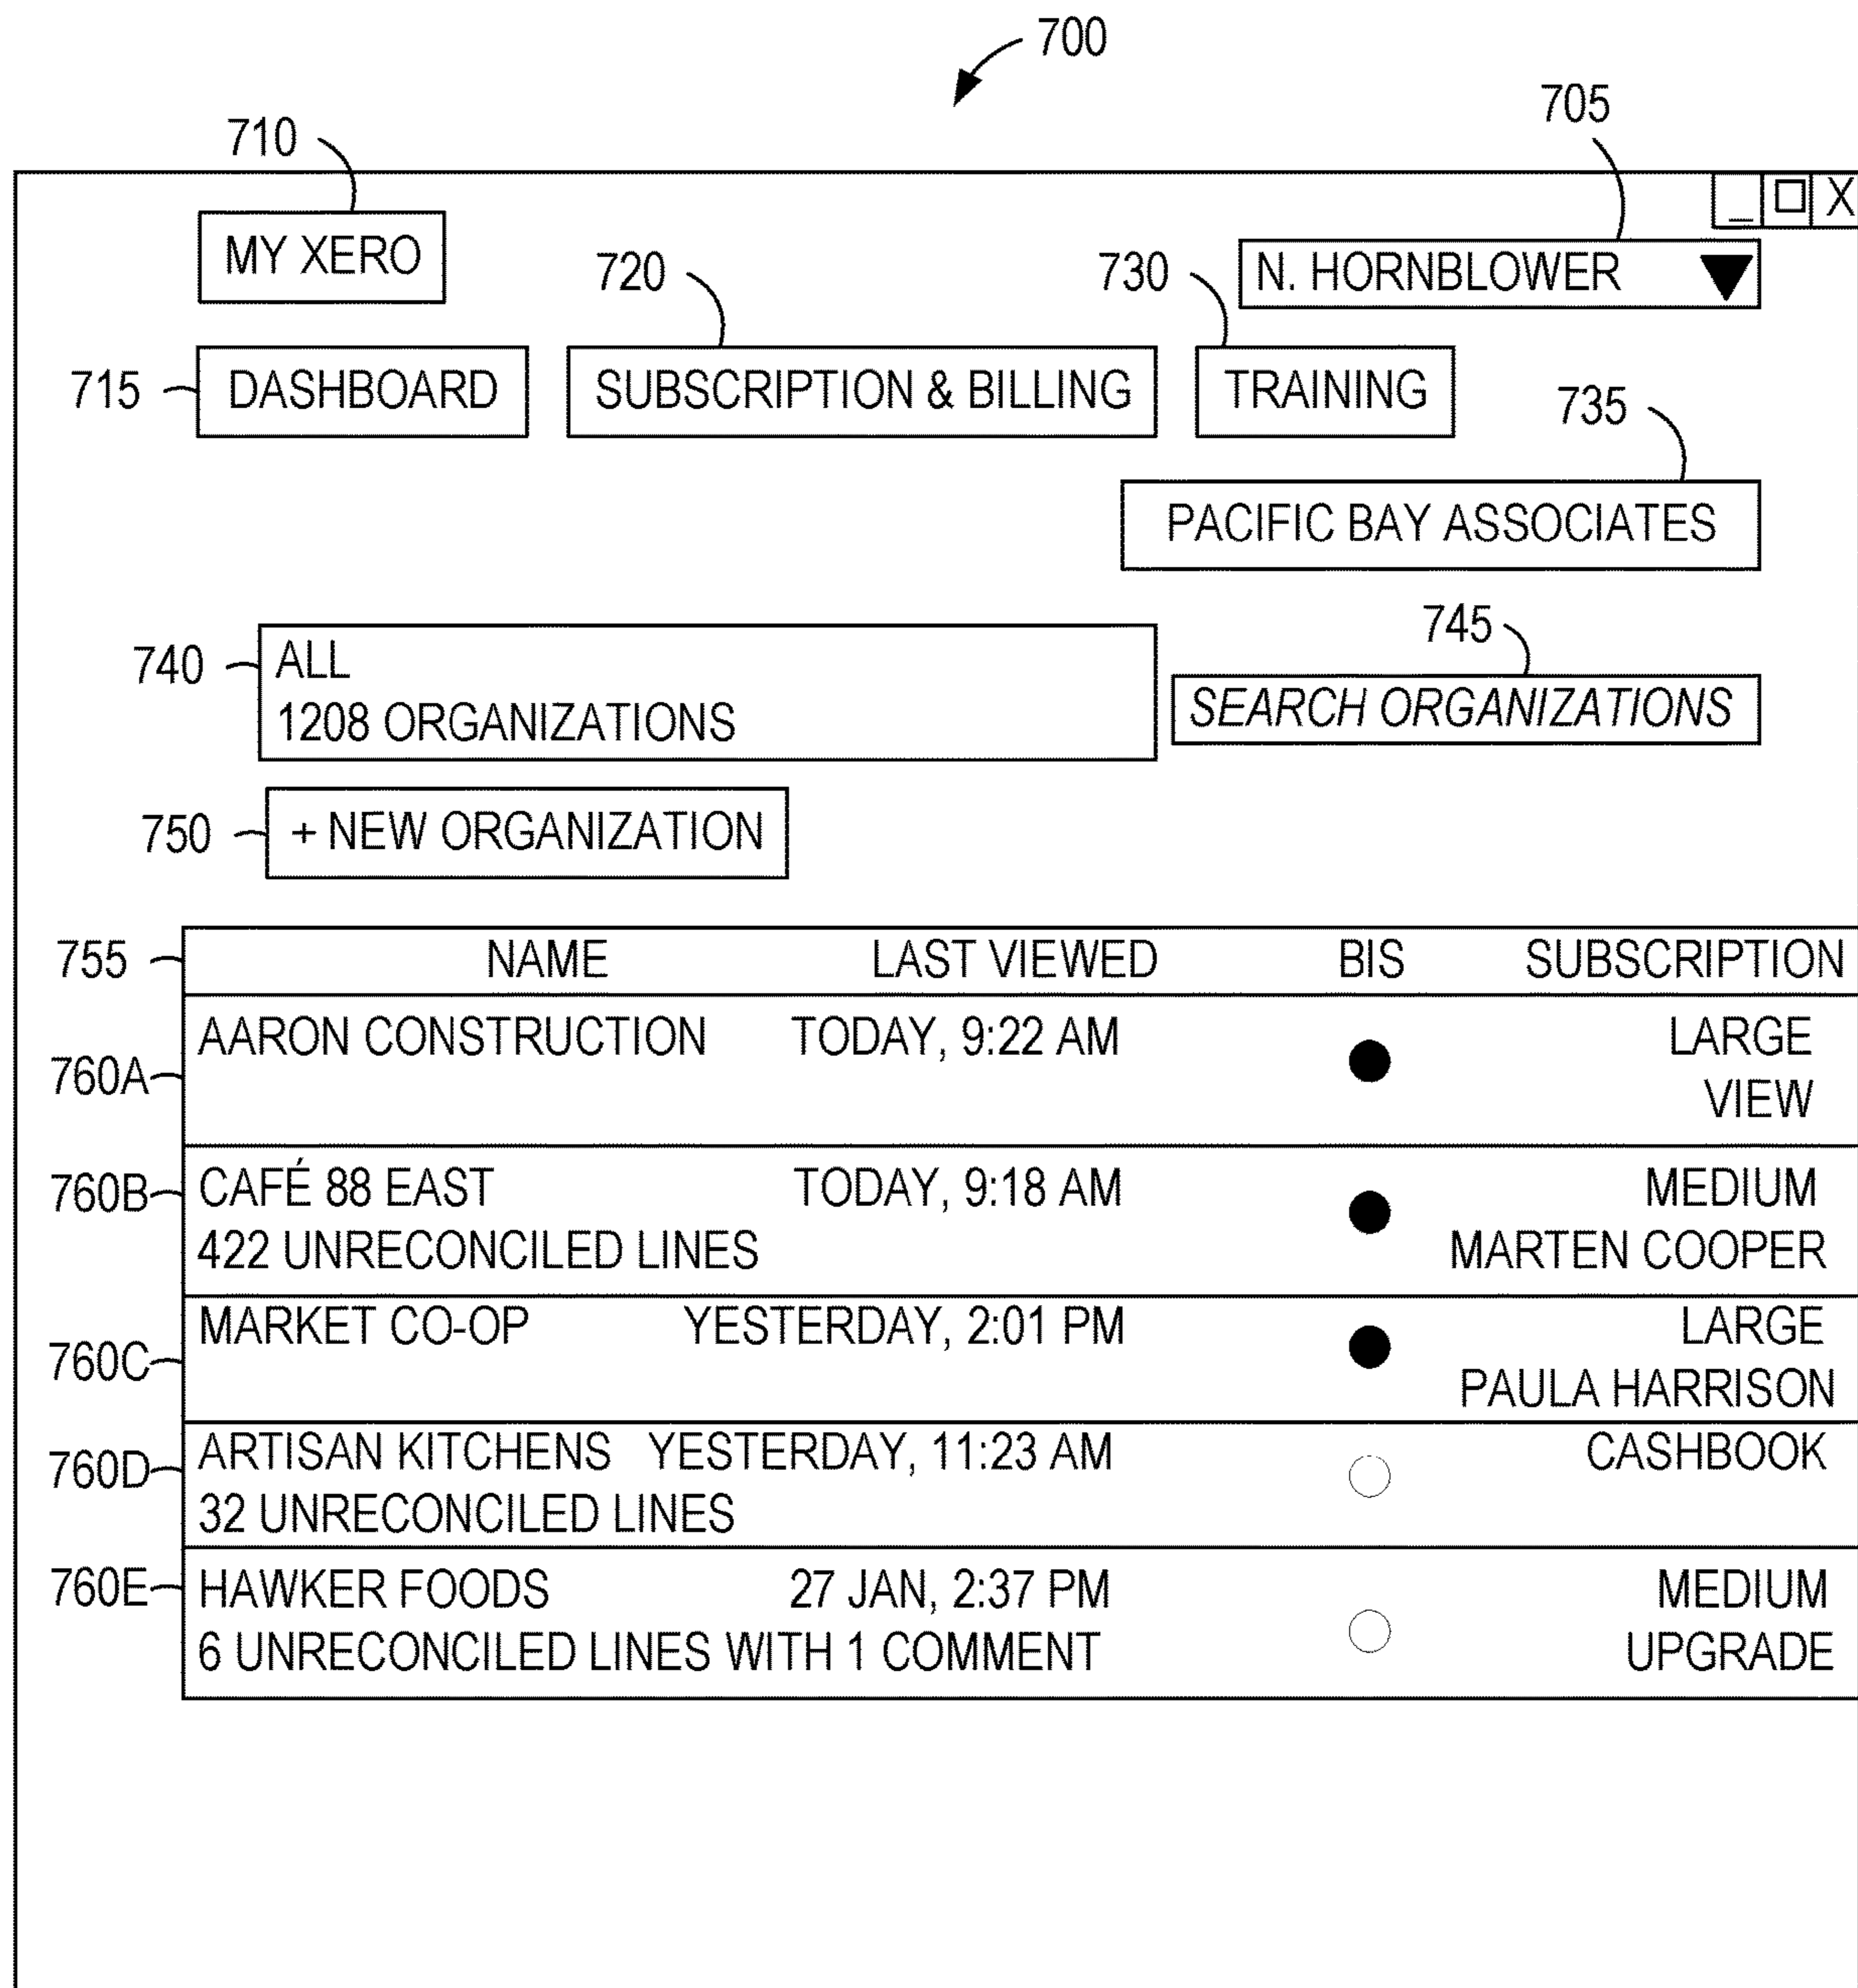 700
705
710
_ □ X
MY XERO
720
730
N. HORNBLOWER
715 DASHBOARD SUBSCRIPTION & BILLING TRAINING
735
PACIFIC BAY ASSOCIATES
740 ALL
1208 ORGANIZATIONS
745
SEARCH ORGANIZATIONS
750 + NEW ORGANIZATION
755 NAME LAST VIEWED BIS SUBSCRIPTION
760A AARON CONSTRUCTION TODAY, 9:22 AM LARGE
VIEW
760B CAFÉ 88 EAST TODAY, 9:18 AM MEDIUM
422 UNRECONCILED LINES MARTEN COOPER
760C MARKET CO-OP YESTERDAY, 2:01 PM LARGE
PAULA HARRISON
760D ARTISAN KITCHENS YESTERDAY, 11:23 AM CASHBOOK
32 UNRECONCILED LINES
760E HAWKER FOODS 27 JAN, 2:37 PM MEDIUM
6 UNRECONCILED LINES WITH 1 COMMENT UPGRADE